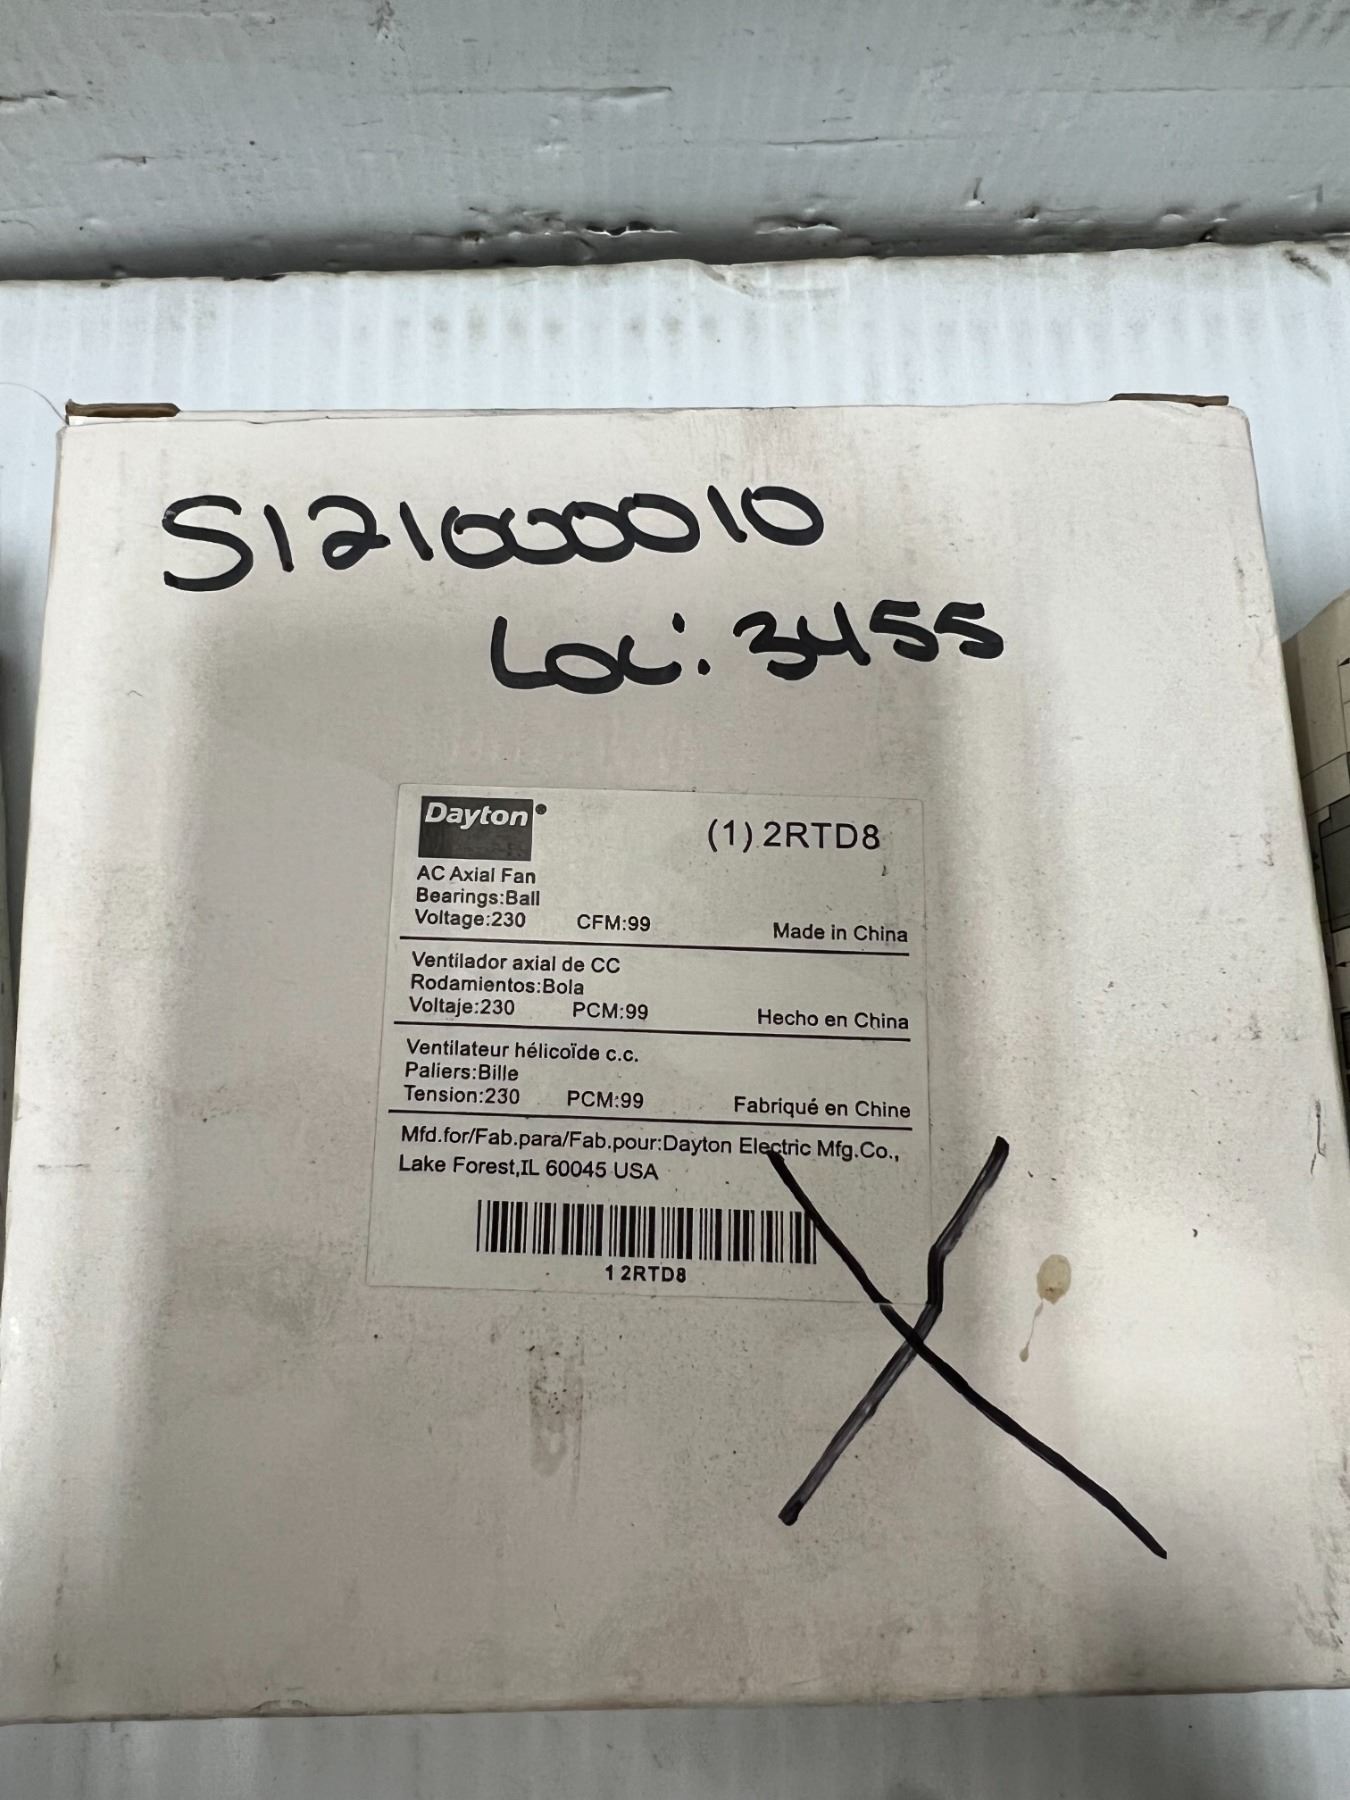 S121000010
Loc: 3455
Dayton®
(1) 2RTD8
AC Axial Fan
Bearings:Ball
Voltage:230 CFM:99 Made in China
Ventilador axial de CC
Rodamientos:Bola
Voltaje:230 PCM:99 Hecho en China
Ventilateur hélicoïde c.c.
Paliers:Bille
Tension:230 PCM:99 Fabriqué en Chine
Mfd.for/Fab.para/Fab.pour:Dayton Electric Mfg.Co.,
Lake Forest,IL 60045 USA
1 2RTD8